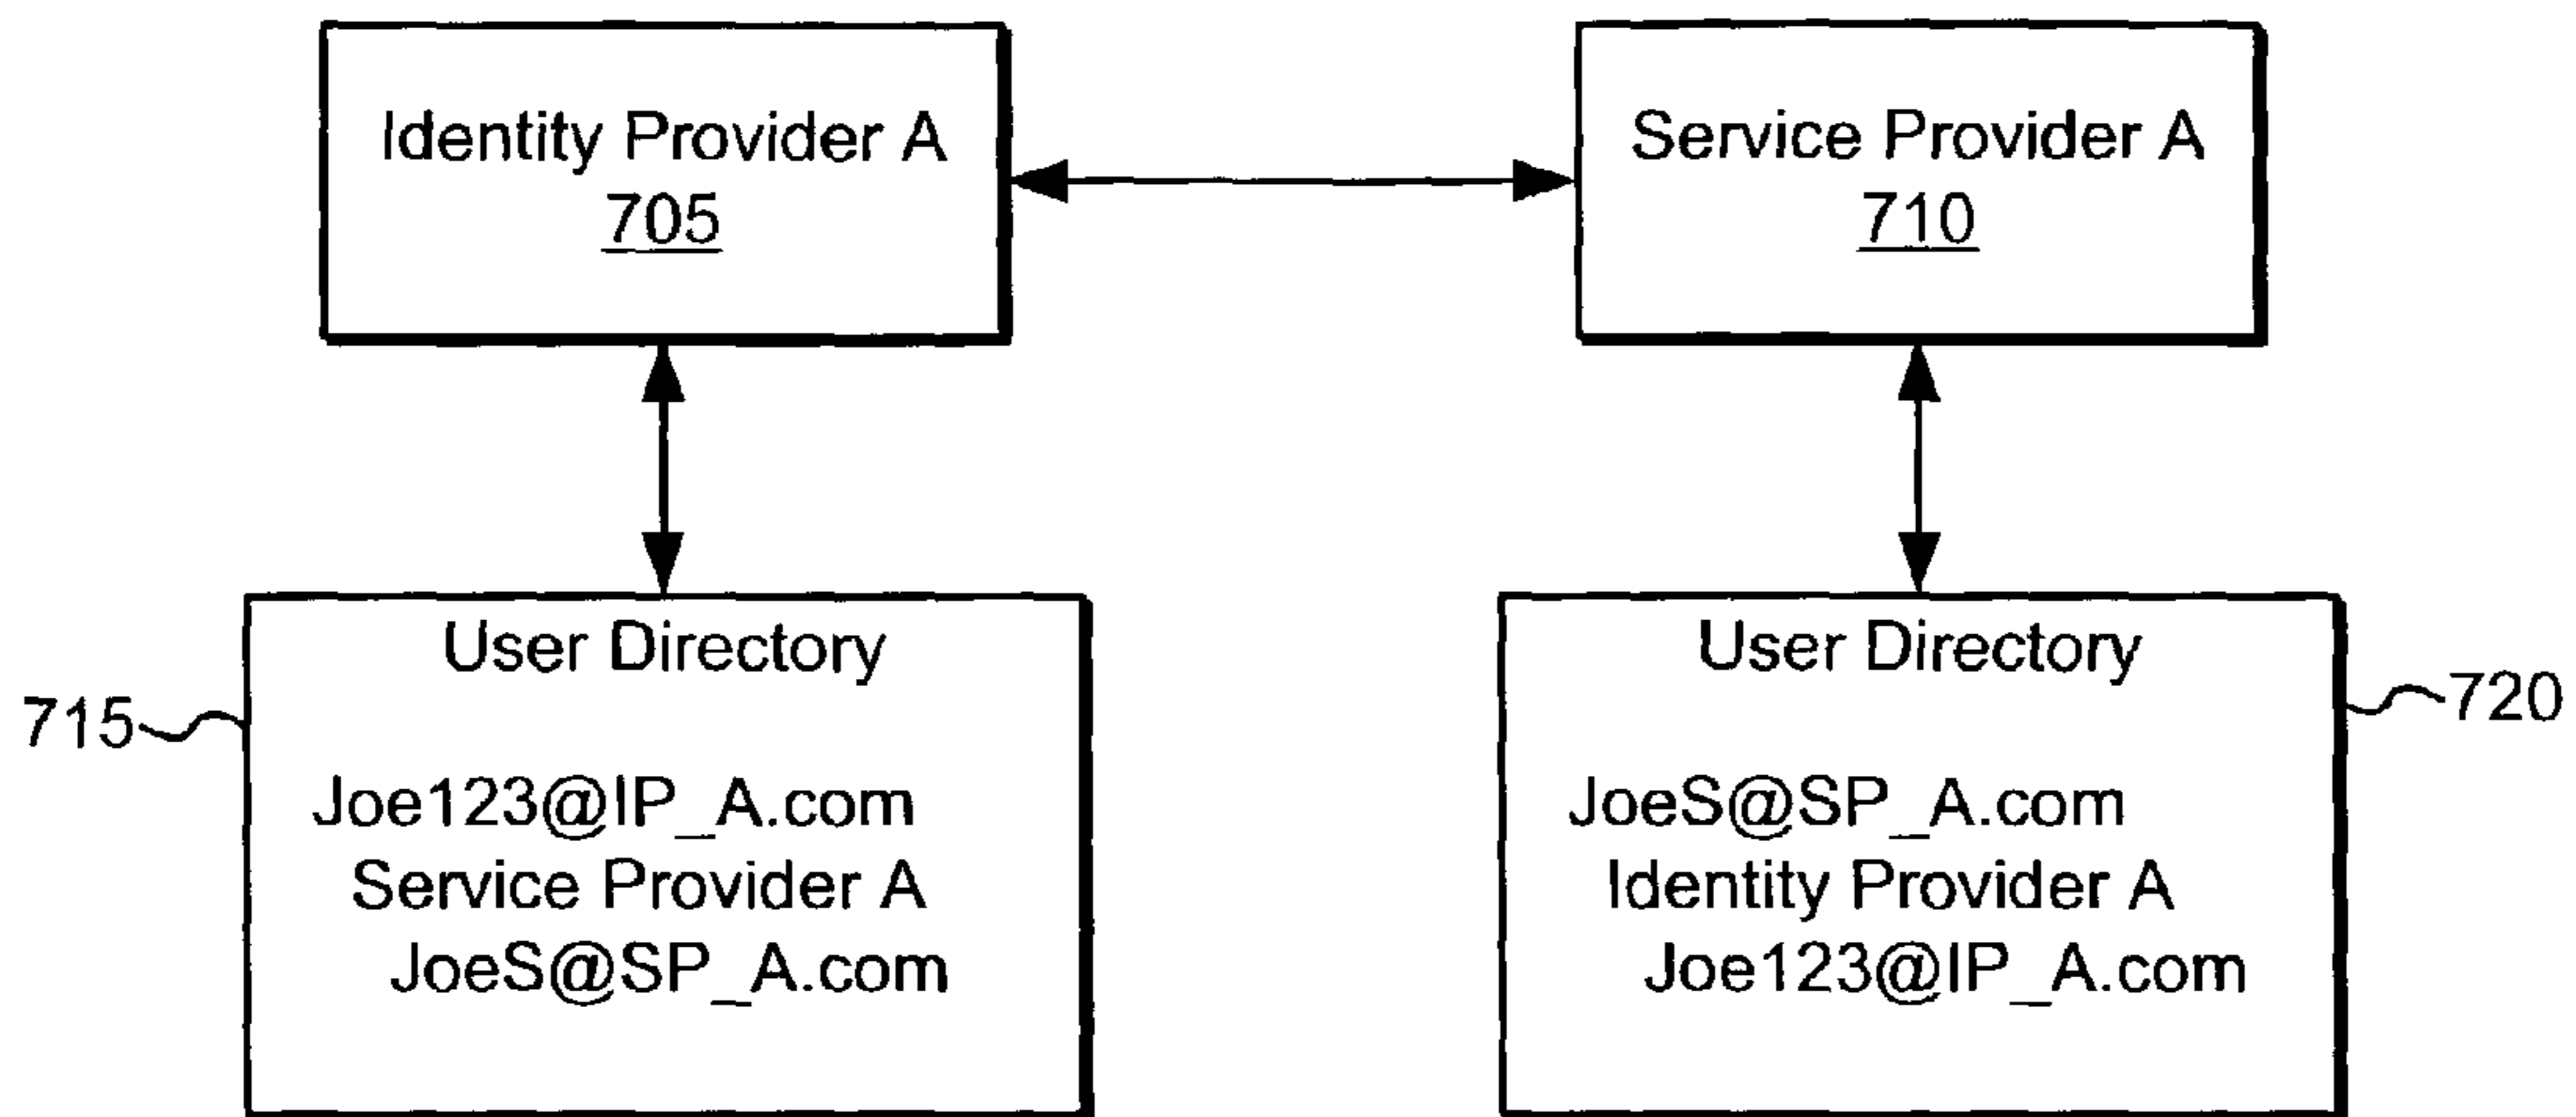 Identity Provider A
705
Service Provider A
710
User Directory
715
Joe123@IP_A.com
Service Provider A
JoeS@SP_A.com
User Directory
720
JoeS@SP_A.com
Identity Provider A
Joe123@IP_A.com